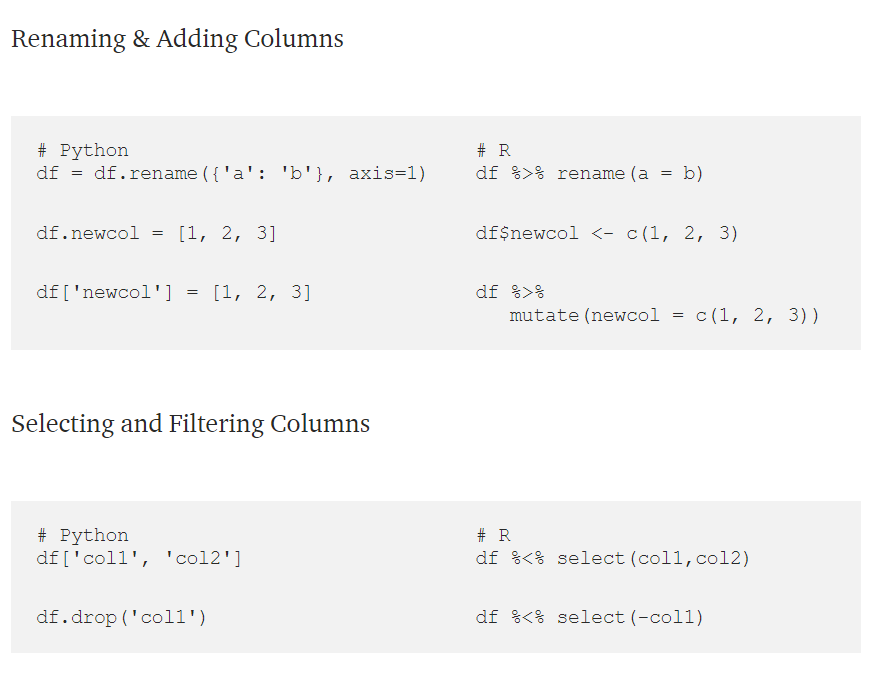 Renaming & Adding Columns
# Python
df = df.rename({'a': 'b'}, axis=1)
df.newcol = [1, 2, 3]
df['newcol'] = [1, 2, 3]
# R
df %>% rename(a = b)
df$newcol <- c(1, 2, 3)
df %>%
   mutate(newcol = c(1, 2, 3))
Selecting and Filtering Columns
# Python
df['col1', 'col2']
df.drop('col1')
# R
df %<% select(col1,col2)
df %<% select(-col1)